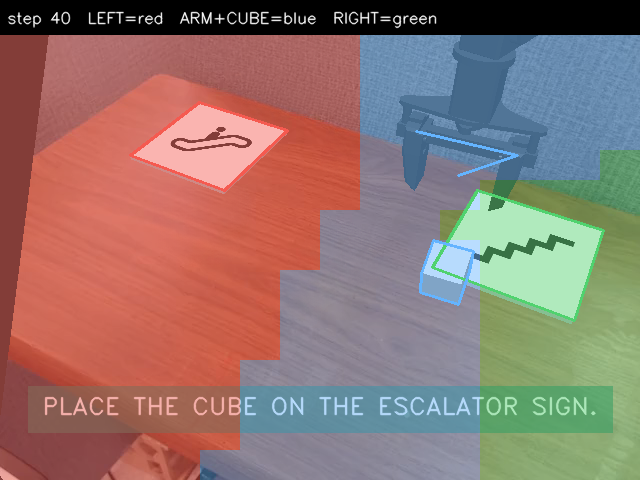 step 40 LEFT=red ARM+CUBE=blue RIGHT=green
PLACE THE CUBE ON THE ESCALATOR SIGN.